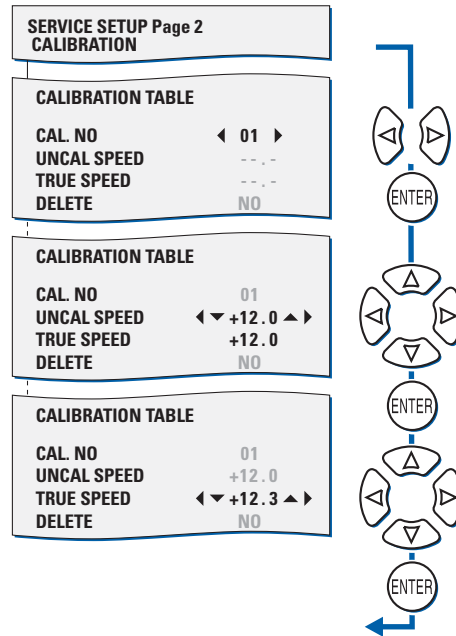 SERVICE SETUP Page 2
CALIBRATION
CALIBRATION TABLE
CAL. NO 01
UNCAL SPEED --.-
TRUE SPEED --.-
DELETE NO
ENTER
CALIBRATION TABLE
CAL. NO 01
UNCAL SPEED +12.0
TRUE SPEED +12.0
DELETE NO
ENTER
CALIBRATION TABLE
CAL. NO 01
UNCAL SPEED +12.0
TRUE SPEED +12.3
DELETE NO
ENTER